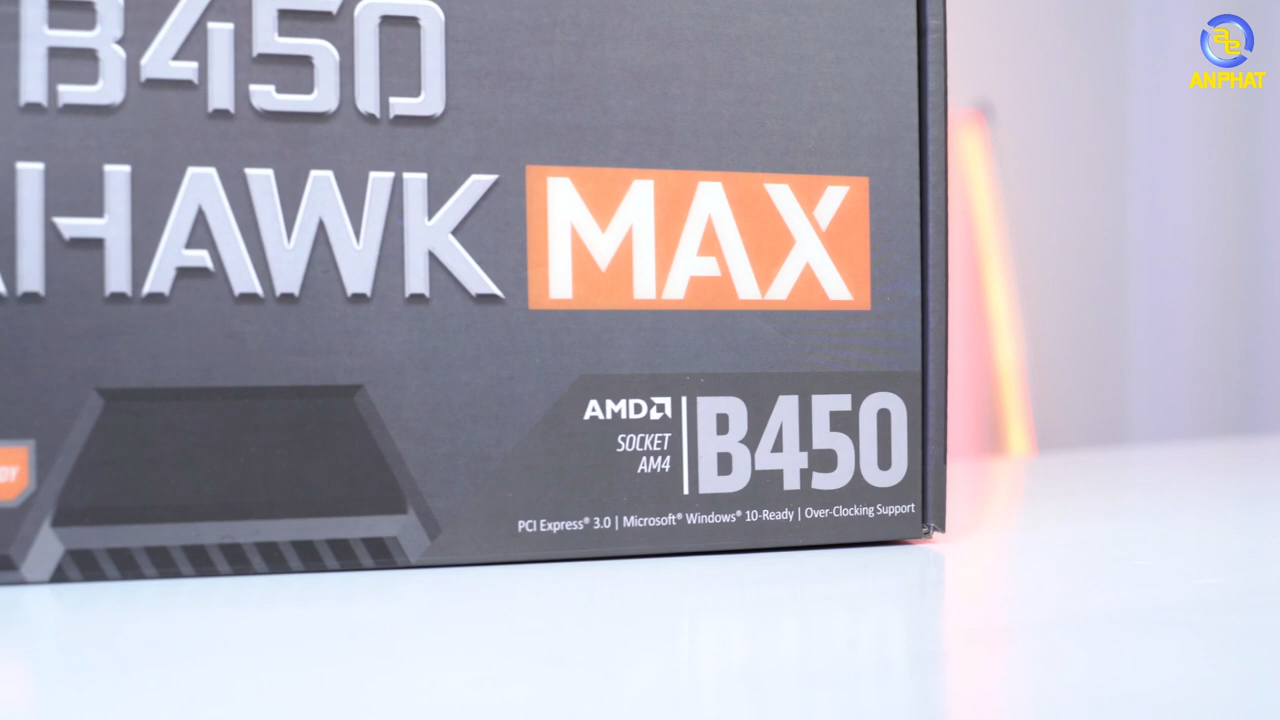 B450
HAWK MAX
AMD
SOCKET
AM4
B450
PCI Express® 3.0 | Microsoft® Windows® 10-Ready | Over-Clocking Support
ANPHAT